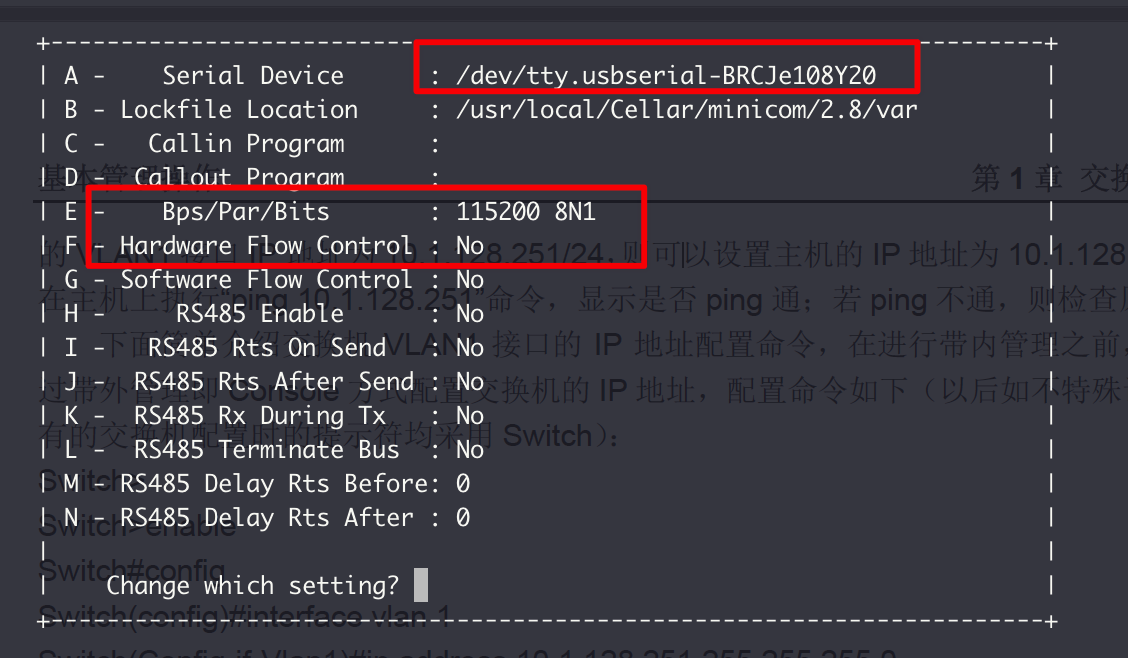 +------------------------------------------------------------------------+
| A -    Serial Device      : /dev/tty.usbserial-BRCJe108Y20             |
| B - Lockfile Location     : /usr/local/Cellar/minicom/2.8/var          |
| C -   Callin Program      :                                            |
基本管理操作 第 1 章 交换
| D -  Callout Program      :                                            |
| E -    Bps/Par/Bits       : 115200 8N1                                 |
| F - Hardware Flow Control : No                                         |
的 VLAN1 接口 IP 地址为 10.1.128.251/24，则可以设置主机的 IP 地址为 10.1.128
| G - Software Flow Control : No                                         |
在主机上执行“ping 10.1.128.251”命令，显示是否 ping 通；若 ping 不通，则检查
| H -     RS485 Enable      : No                                         |
下面简单介绍交换机 VLAN1 接口的 IP 地址配置命令，在进行带内管理之前，
| I -   RS485 Rts On Send   : No                                         |
| J -  RS485 Rts After Send : No                                         |
过带外管理即 Console 方式配置交换机的 IP 地址，配置命令如下（以后如不特殊
| K -  RS485 Rx During Tx   : No                                         |
有的交换机配置时的提示符均采用 Switch）：
| L -  RS485 Terminate Bus  : No                                         |
| M - RS485 Delay Rts Before: 0                                          |
Switch>
| N - RS485 Delay Rts After : 0                                          |
Switch>enable
Switch#config
|    Change which setting?                                               |
Switch(config)#interface vlan 1
+------------------------------------------------------------------------+
Switch(Config-if-Vlan1)#ip address 10.1.128.251 255.255.255.0